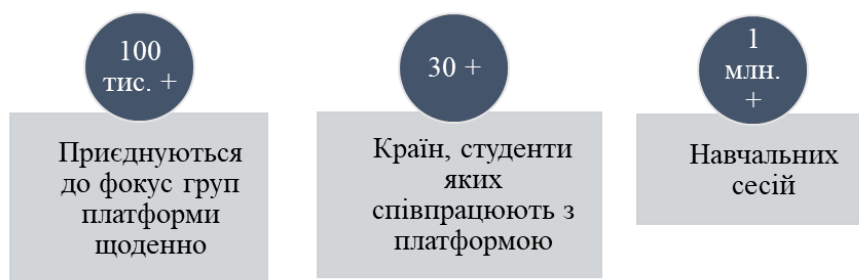 100
тис. +
Приєднуються
до фокус груп
платформи
щоденно
30 +
Країн, студенти
яких
співпрацюють з
платформою
1
млн.
+
Навчальних
сесій